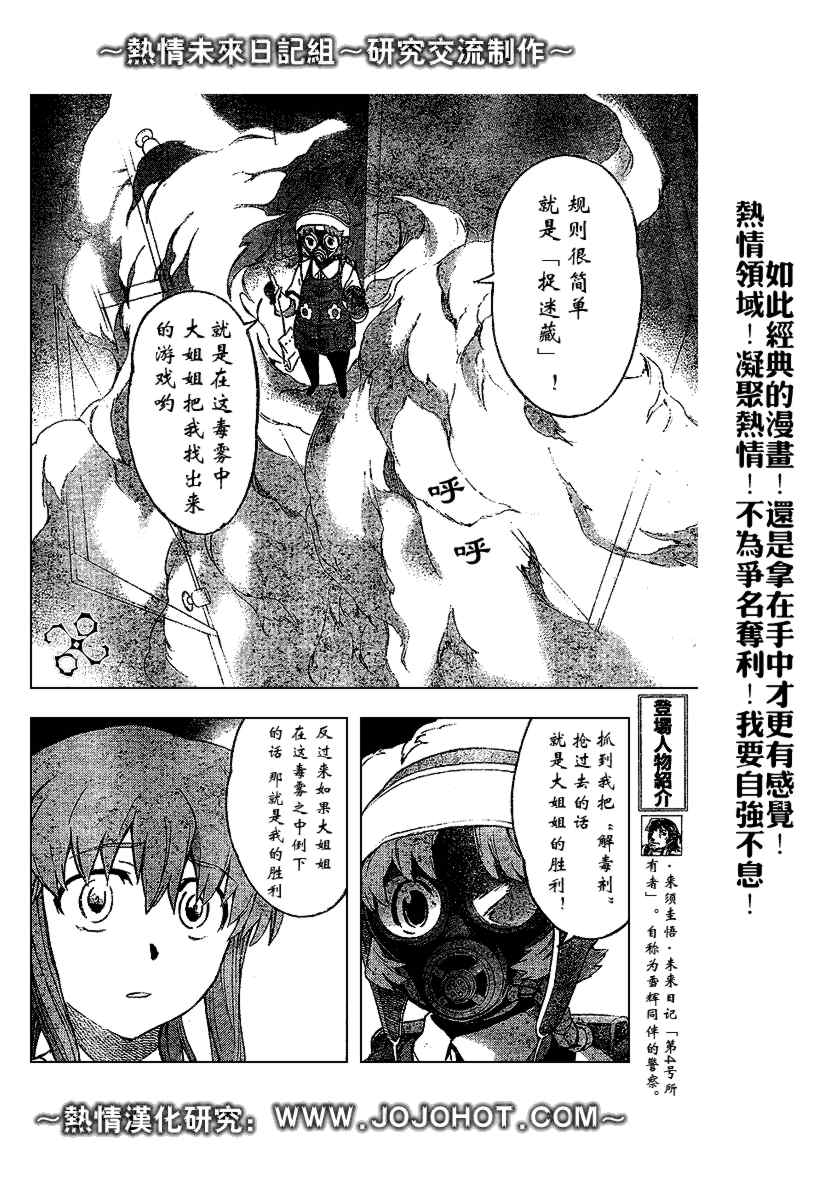 ～熱情未來日記組～研究交流制作～
规则很简单
就是「捉迷藏」！
就是在这毒雾中
大姐姐把我找出来
的游戏哟
呼
呼
如此經典的漫畫！還是拿在手中才更有感覺！
熱情領域！凝聚熱情！不為爭名奪利！我要自強不息！
登場人物紹介
·来须圭悟·未来日记「第4号所
有者」。自称为雪辉同伴的警察。
抓到我把“解毒剂”
抢过去的话
就是大姐姐的胜利！
反过来如果大姐姐
在这毒雾之中倒下
的话 那就是我的胜利
～熱情漢化研究：WWW.JOJOHOT.COM～